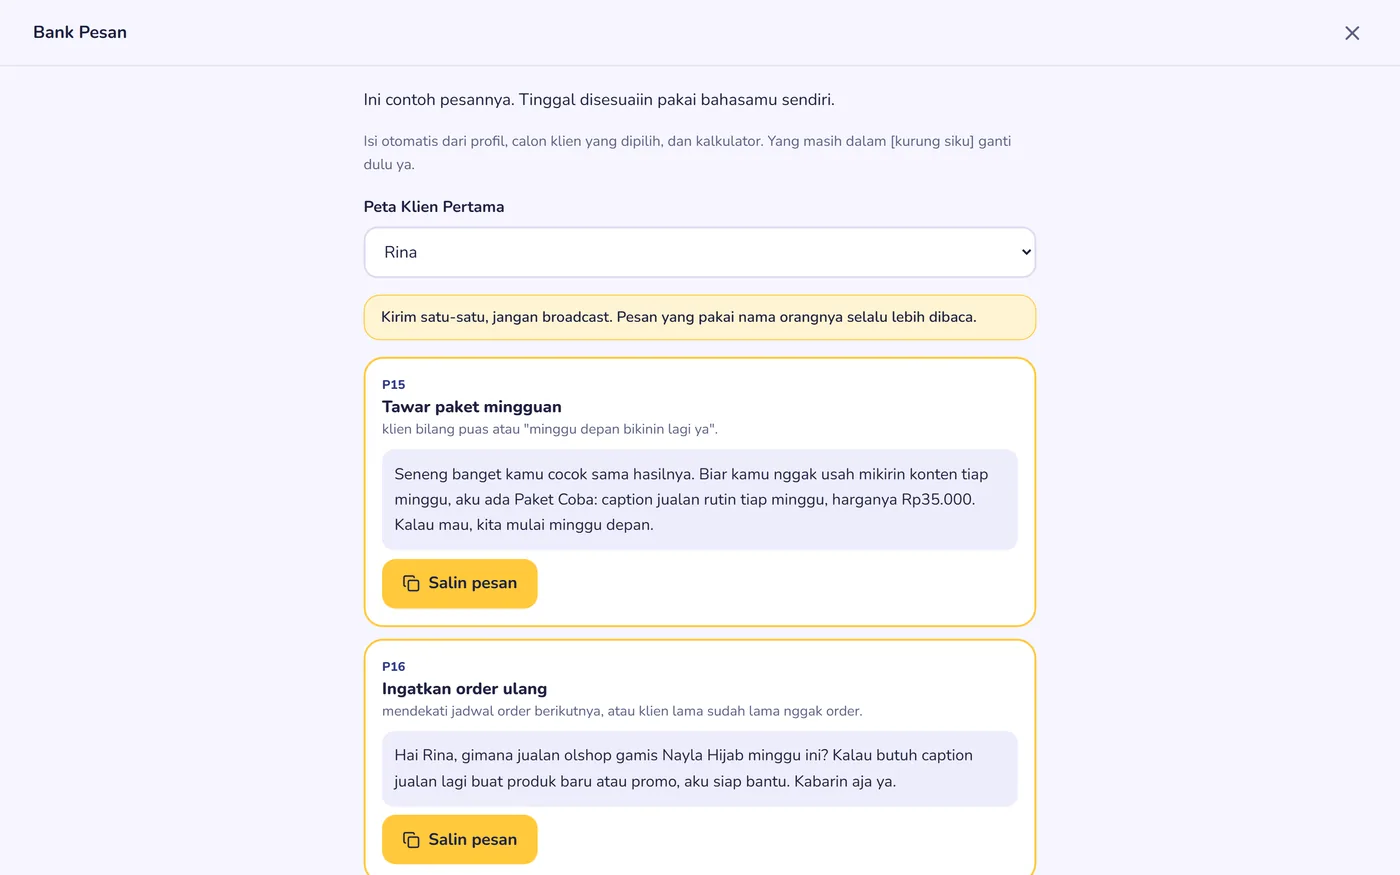 Bank Pesan
Ini contoh pesannya. Tinggal disesuaiin pakai bahasamu sendiri.
Isi otomatis dari profil, calon klien yang dipilih, dan kalkulator. Yang masih dalam [kurung siku] ganti
dulu ya.
Peta Klien Pertama
Rina
Kirim satu-satu, jangan broadcast. Pesan yang pakai nama orangnya selalu lebih dibaca.
P15
Tawar paket mingguan
klien bilang puas atau "minggu depan bikinin lagi ya".
Seneng banget kamu cocok sama hasilnya. Biar kamu nggak usah mikirin konten tiap
minggu, aku ada Paket Coba: caption jualan rutin tiap minggu, harganya Rp35.000.
Kalau mau, kita mulai minggu depan.
Salin pesan
P16
Ingatkan order ulang
mendekati jadwal order berikutnya, atau klien lama sudah lama nggak order.
Hai Rina, gimana jualan olshop gamis Nayla Hijab minggu ini? Kalau butuh caption
jualan lagi buat produk baru atau promo, aku siap bantu. Kabarin aja ya.
Salin pesan